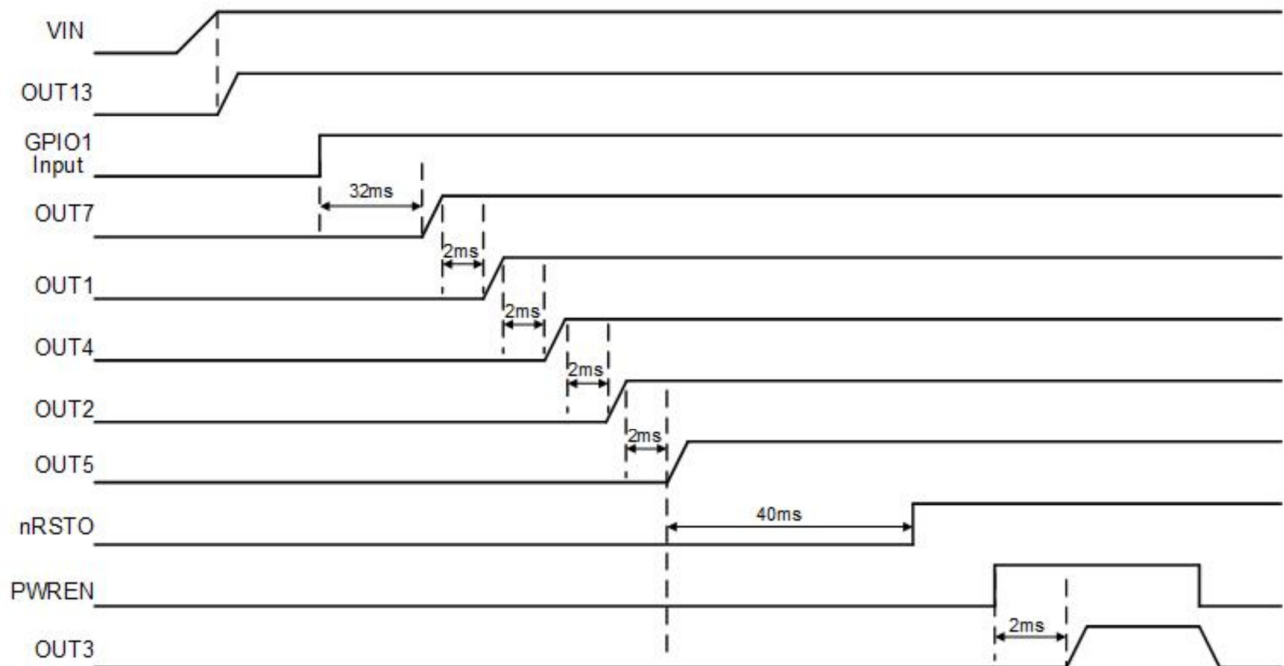 VIN
OUT13
GPIO1
Input
32ms
OUT7
2ms
OUT1
2ms
OUT4
2ms
OUT2
2ms
OUT5
40ms
nRSTO
PWREN
2ms
OUT3